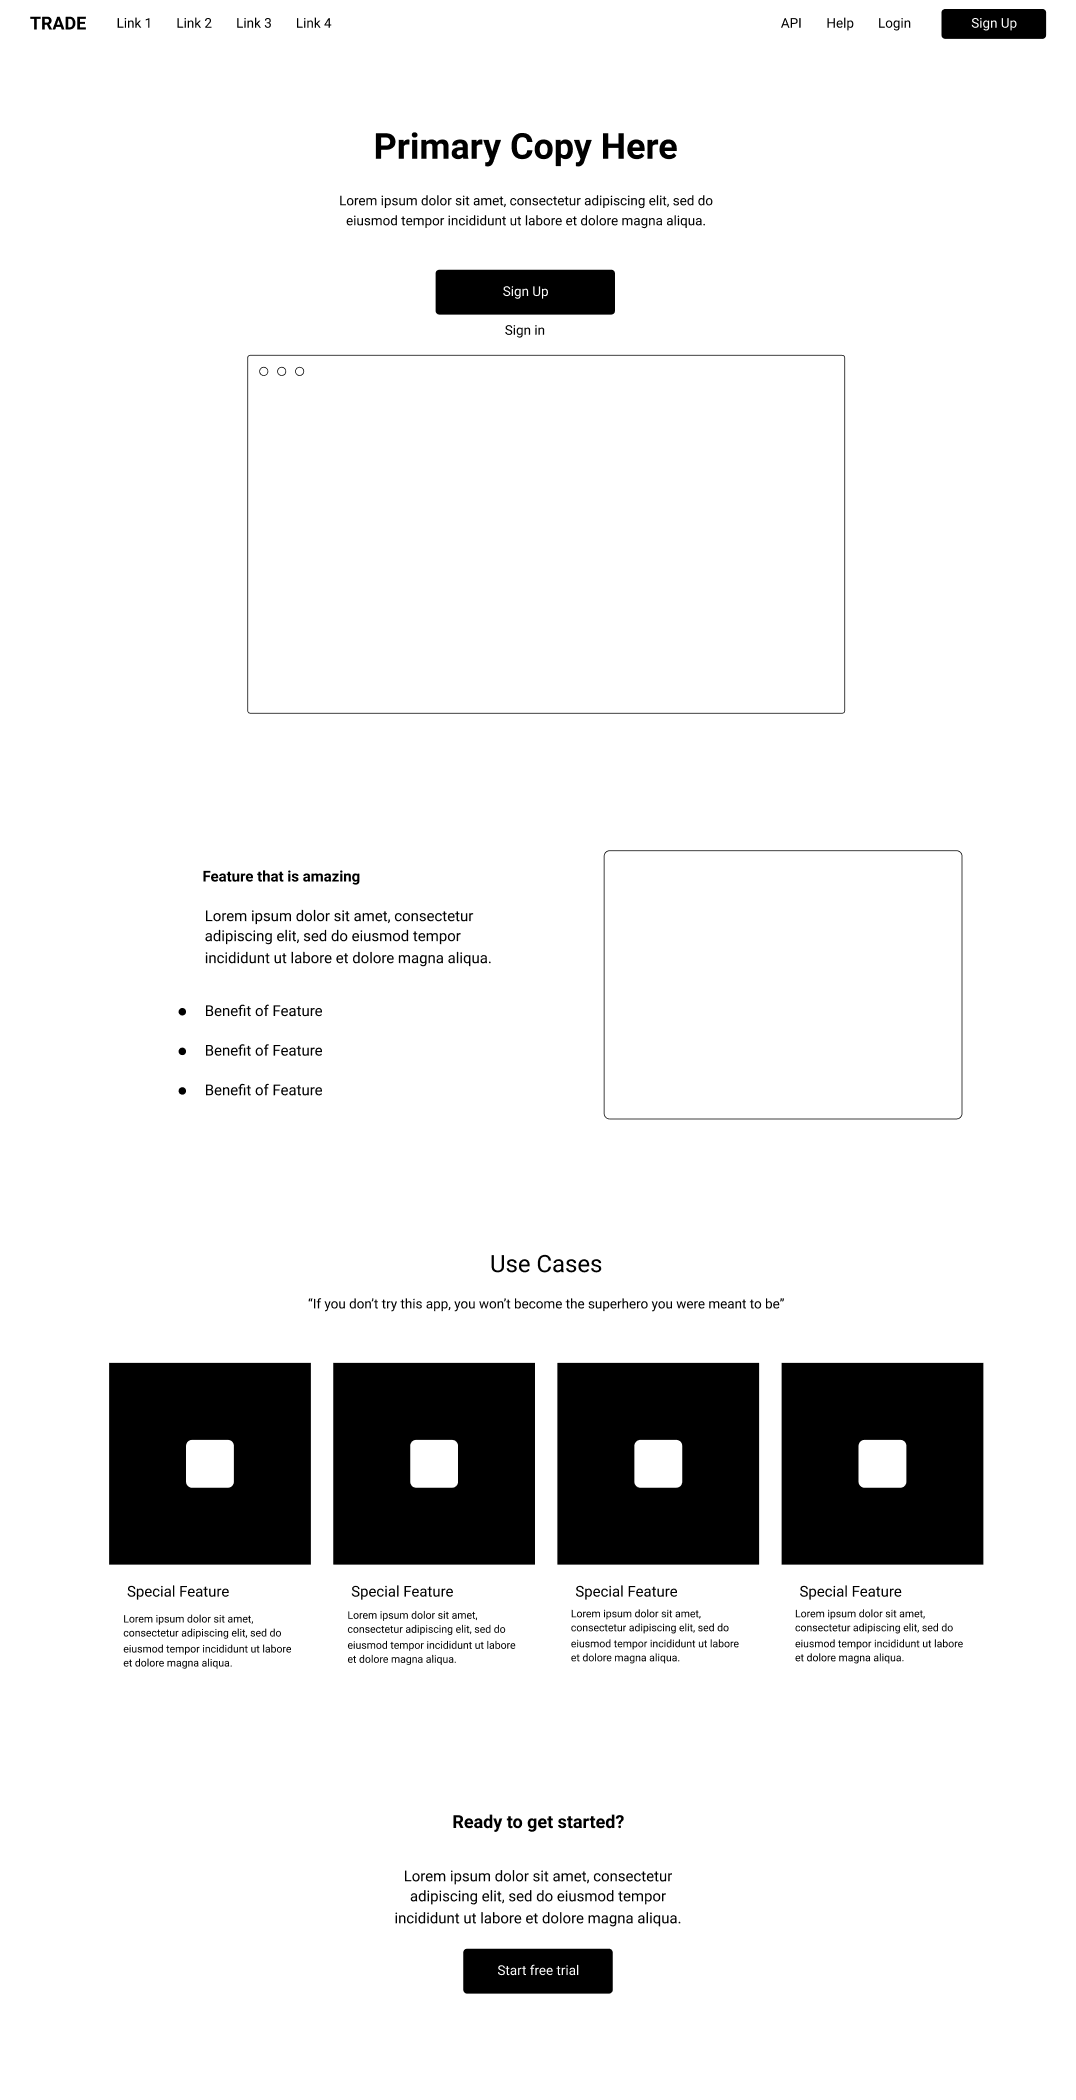 TRADE Link 1 Link 2 Link 3 Link 4 API Help Login Sign Up
Primary Copy Here
Lorem ipsum dolor sit amet, consectetur adipiscing elit, sed do
eiusmod tempor incididunt ut labore et dolore magna aliqua.
Sign Up
Sign in
Feature that is amazing
Lorem ipsum dolor sit amet, consectetur
adipiscing elit, sed do eiusmod tempor
incididunt ut labore et dolore magna aliqua.
Benefit of Feature
Benefit of Feature
Benefit of Feature
Use Cases
“If you don’t try this app, you won’t become the superhero you were meant to be”
Special Feature
Lorem ipsum dolor sit amet,
consectetur adipiscing elit, sed do
eiusmod tempor incididunt ut labore
et dolore magna aliqua.
Special Feature
Lorem ipsum dolor sit amet,
consectetur adipiscing elit, sed do
eiusmod tempor incididunt ut labore
et dolore magna aliqua.
Special Feature
Lorem ipsum dolor sit amet,
consectetur adipiscing elit, sed do
eiusmod tempor incididunt ut labore
et dolore magna aliqua.
Special Feature
Lorem ipsum dolor sit amet,
consectetur adipiscing elit, sed do
eiusmod tempor incididunt ut labore
et dolore magna aliqua.
Ready to get started?
Lorem ipsum dolor sit amet, consectetur
adipiscing elit, sed do eiusmod tempor
incididunt ut labore et dolore magna aliqua.
Start free trial